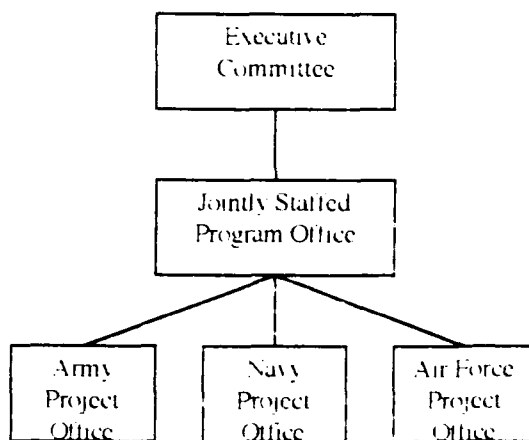 Executive
Committee
Jointly Staffed
Program Office
Army
Project
Office
Navy
Project
Office
Air Force
Project
Office